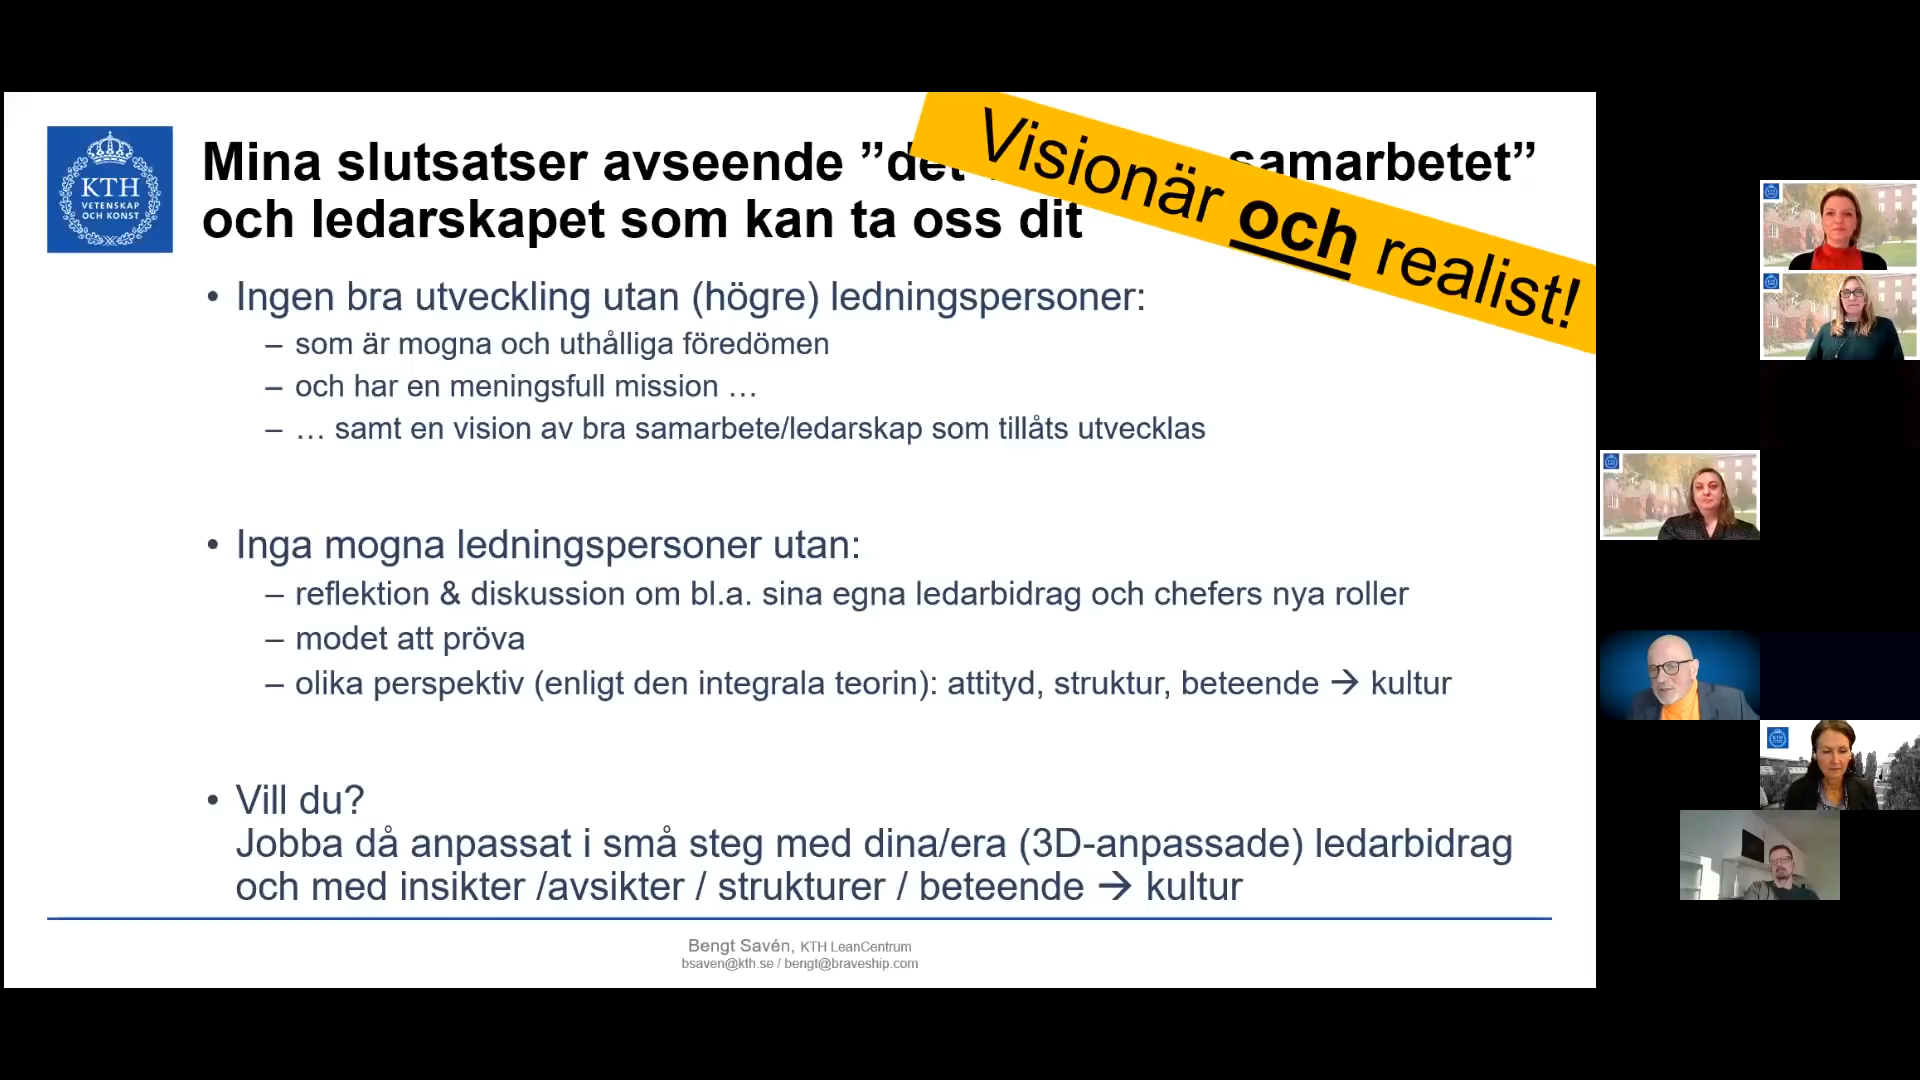 KTH
VETENSKAP
OCH KONST
Mina slutsatser avseende ”det samarbetet”
och ledarskapet som kan ta oss dit
Visionär och realist!
• Ingen bra utveckling utan (högre) ledningspersoner:
– som är mogna och uthålliga föredömen
– och har en meningsfull mission …
– … samt en vision av bra samarbete/ledarskap som tillåts utvecklas
• Inga mogna ledningspersoner utan:
– reflektion & diskussion om bl.a. sina egna ledarbidrag och chefers nya roller
– modet att pröva
– olika perspektiv (enligt den integrala teorin): attityd, struktur, beteende → kultur
• Vill du?
Jobba då anpassat i små steg med dina/era (3D-anpassade) ledarbidrag
och med insikter /avsikter / strukturer / beteende → kultur
Bengt Savén, KTH LeanCentrum
bsaven@kth.se / bengt@braveship.com